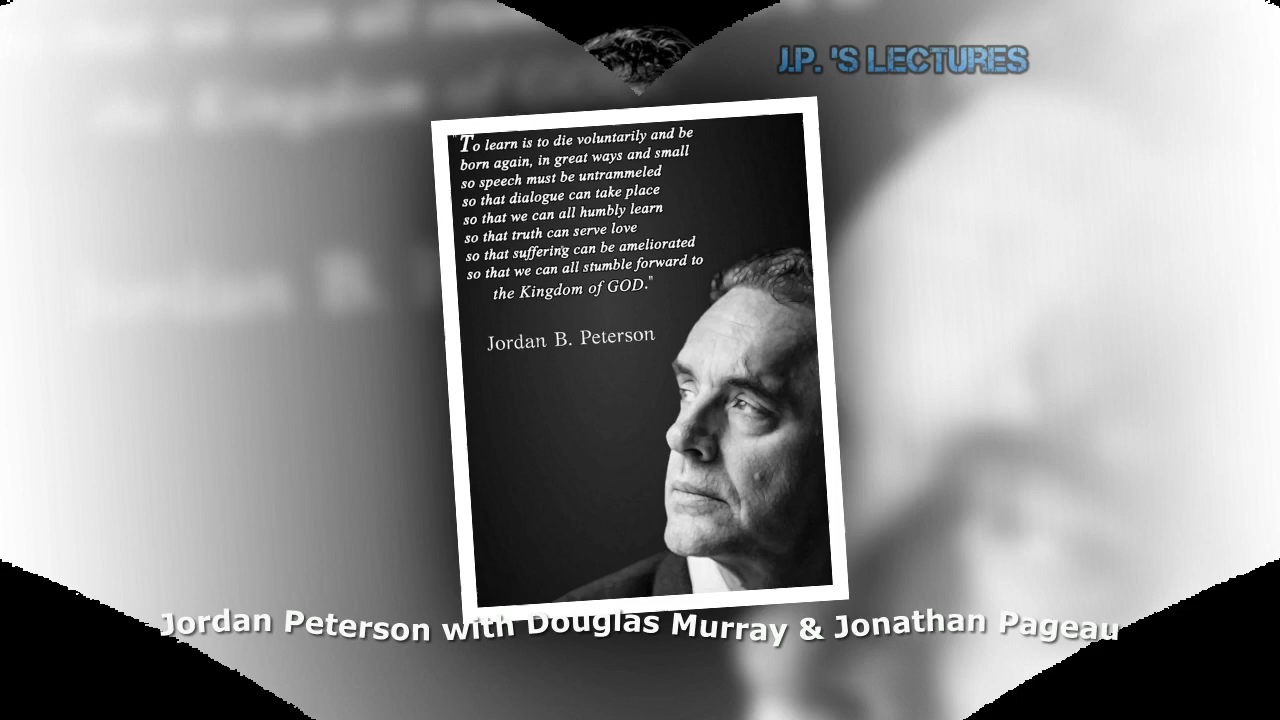 J.P. 'S LECTURES
"To learn is to die voluntarily and be
born again, in great ways and small
so speech must be untrammeled
so that dialogue can take place
so that we can all humbly learn
so that truth can serve love
so that suffering can be ameliorated
so that we can all stumble forward to
the Kingdom of GOD."
Jordan B. Peterson
Jordan Peterson with Douglas Murray & Jonathan Pageau